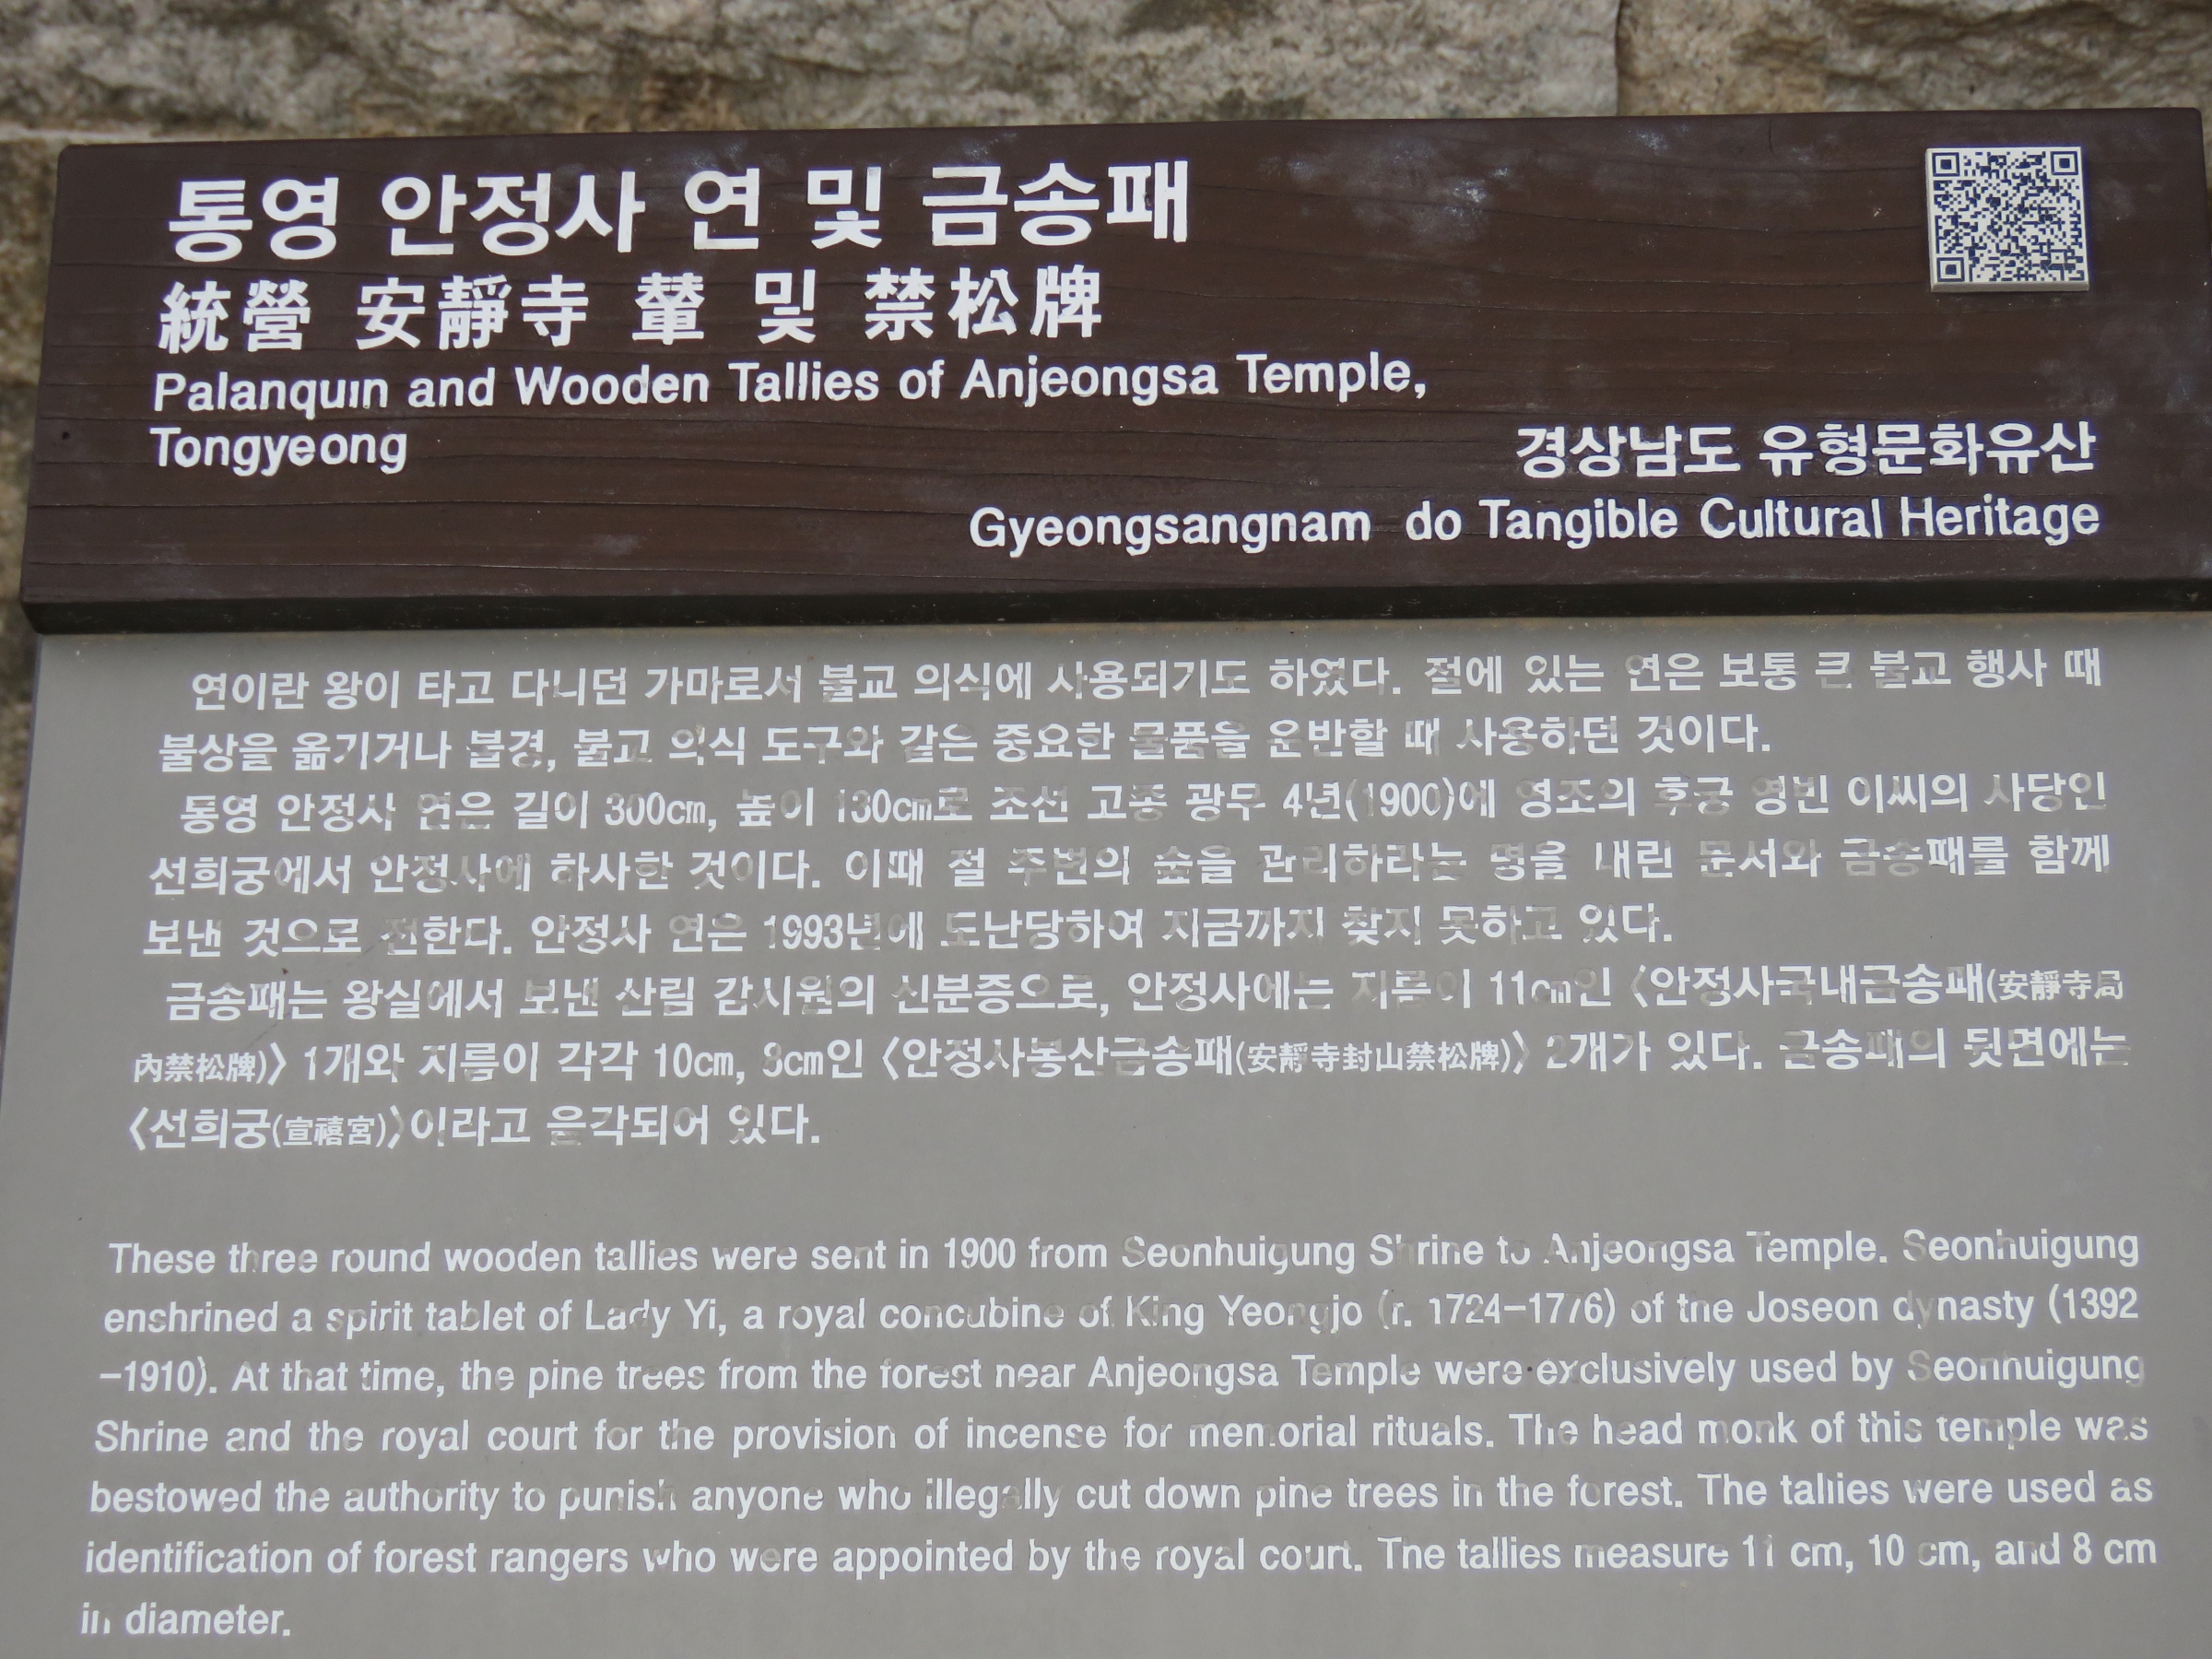 통영 안정사 연 및 금송패
統營 安靜寺 輦 및 禁松牌
Palanquin and Wooden Tallies of Anjeongsa Temple,
Tongyeong
경상남도 유형문화유산
Gyeongsangnam do Tangible Cultural Heritage
연이란 왕이 타고 다니던 가마로서 불교 의식에 사용되기도 하였다. 절에 있는 연은 보통 큰 불교 행사 때
불상을 옮기거나 불경, 불교 의식 도구와 같은 중요한 물품을 운반할 때 사용하던 것이다.
통영 안정사 연은 길이 300cm, 높이 130cm로 조선 고종 광무 4년(1900)에 영조의 후궁 영빈 이씨의 사당인
선희궁에서 안정사에 하사한 것이다. 이때 절 주변의 숲을 관리하라는 명을 내린 문서와 금송패를 함께
보낸 것으로 전한다. 안정사 연은 1993년에 도난당하여 지금까지 찾지 못하고 있다.
금송패는 왕실에서 보낸 산림 감시원의 신분증으로, 안정사에는 지름이 11cm인 〈안정사국내금송패(安靜寺局
內禁松牌)〉 1개와 지름이 각각 10cm, 8cm인 〈안정사봉산금송패(安靜寺封山禁松牌)〉 2개가 있다. 금송패의 뒷면에는
〈선희궁(宣禧宮)〉이라고 음각되어 있다.
These three round wooden tallies were sent in 1900 from Seonhuigung Shrine to Anjeongsa Temple. Seonhuigung
enshrined a spirit tablet of Lady Yi, a royal concubine of King Yeongjo (r. 1724–1776) of the Joseon dynasty (1392
–1910). At that time, the pine trees from the forest near Anjeongsa Temple were exclusively used by Seonhuigung
Shrine and the royal court for the provision of incense for memorial rituals. The head monk of this temple was
bestowed the authority to punish anyone who illegally cut down pine trees in the forest. The tallies were used as
identification of forest rangers who were appointed by the royal court. The tallies measure 11 cm, 10 cm, and 8 cm
in diameter.